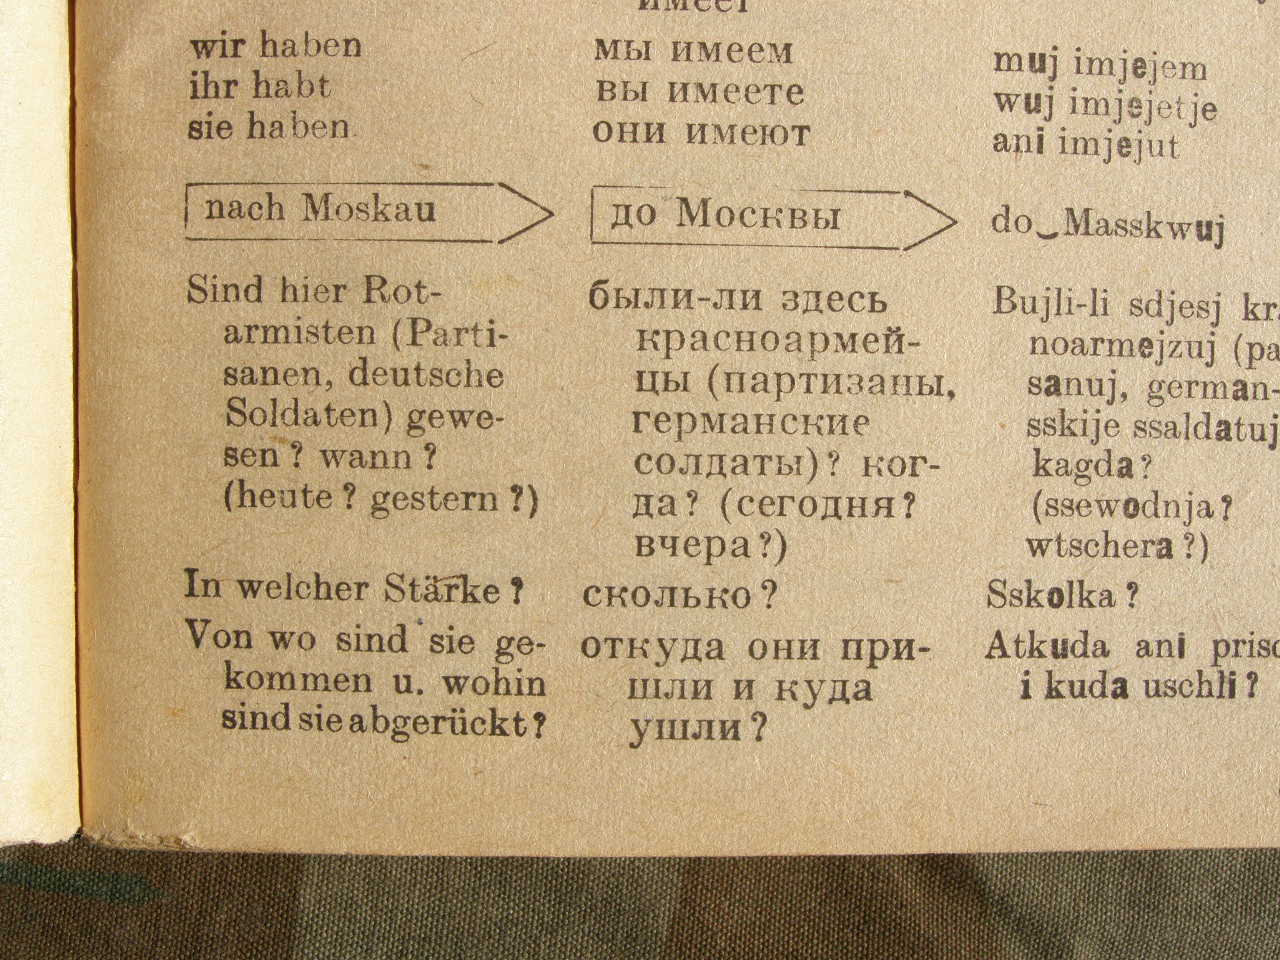 имеет
wir haben
ihr habt
sie haben
мы имеем
вы имеете
они имеют
muj imjejem
wuj imjejetje
ani imjejut
nach Moskau
до Москвы
do‿Masskwuj
Sind hier Rot-
armisten (Parti-
sanen, deutsche
Soldaten) gewe-
sen? wann?
(heute? gestern?)
были-ли здесь
красноармей-
цы (партизаны,
германские
солдаты)? ког-
да? (сегодня?
вчера?)
Bujli-li sdjesj
noarmejzuj
sanuj, german-
sskije ssaldatuj
kagda?
(ssewodnja?
wtschera?)
In welcher Stärke?
сколько?
Sskolka?
Von wo sind sie ge-
kommen u. wohin
sind sie abgerückt?
откуда они при-
шли и куда
ушли?
Atkuda ani
i kuda uschli?